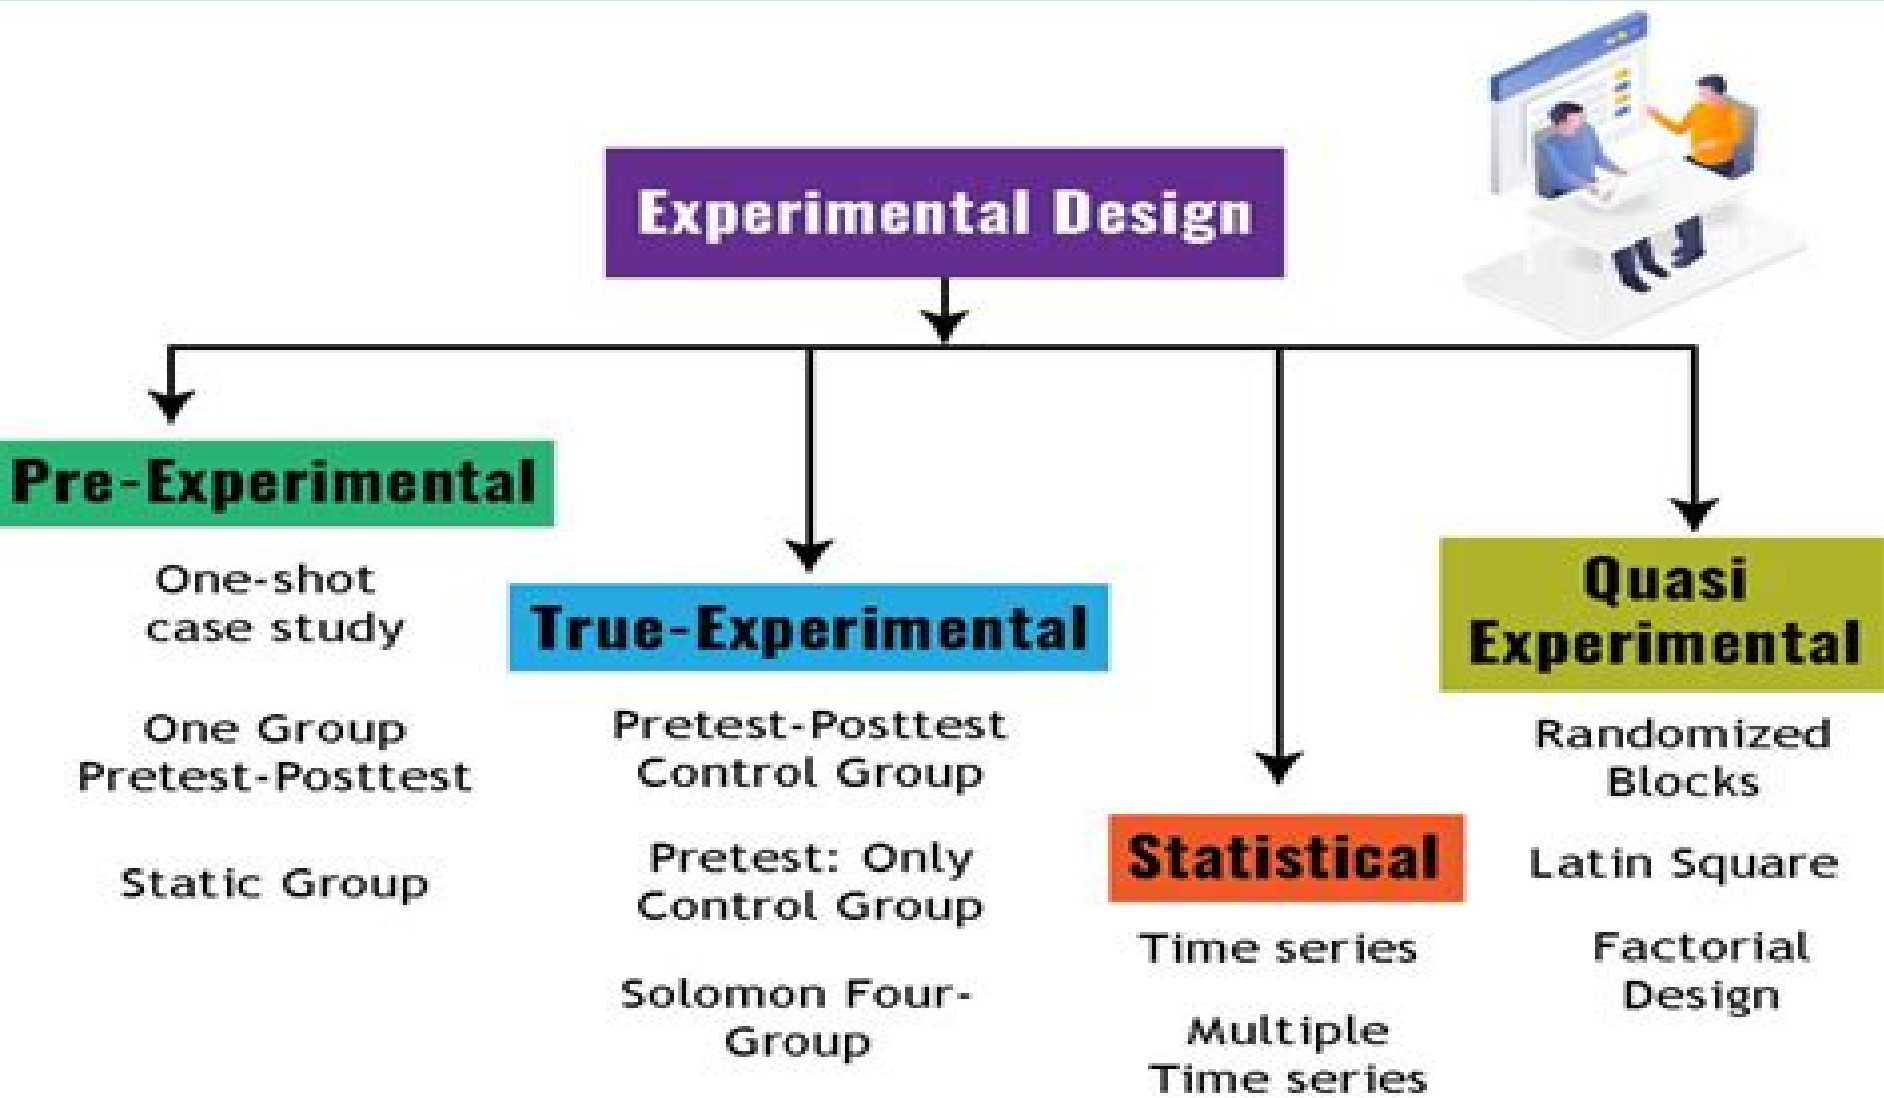 Experimental Design
Pre-Experimental
One-shot
case study
One Group
Pretest-Posttest
Static Group
True-Experimental
Pretest-Posttest
Control Group
Pretest: Only
Control Group
Solomon Four-
Group
Statistical
Time series
Multiple
Time series
Quasi
Experimental
Randomized
Blocks
Latin Square
Factorial
Design